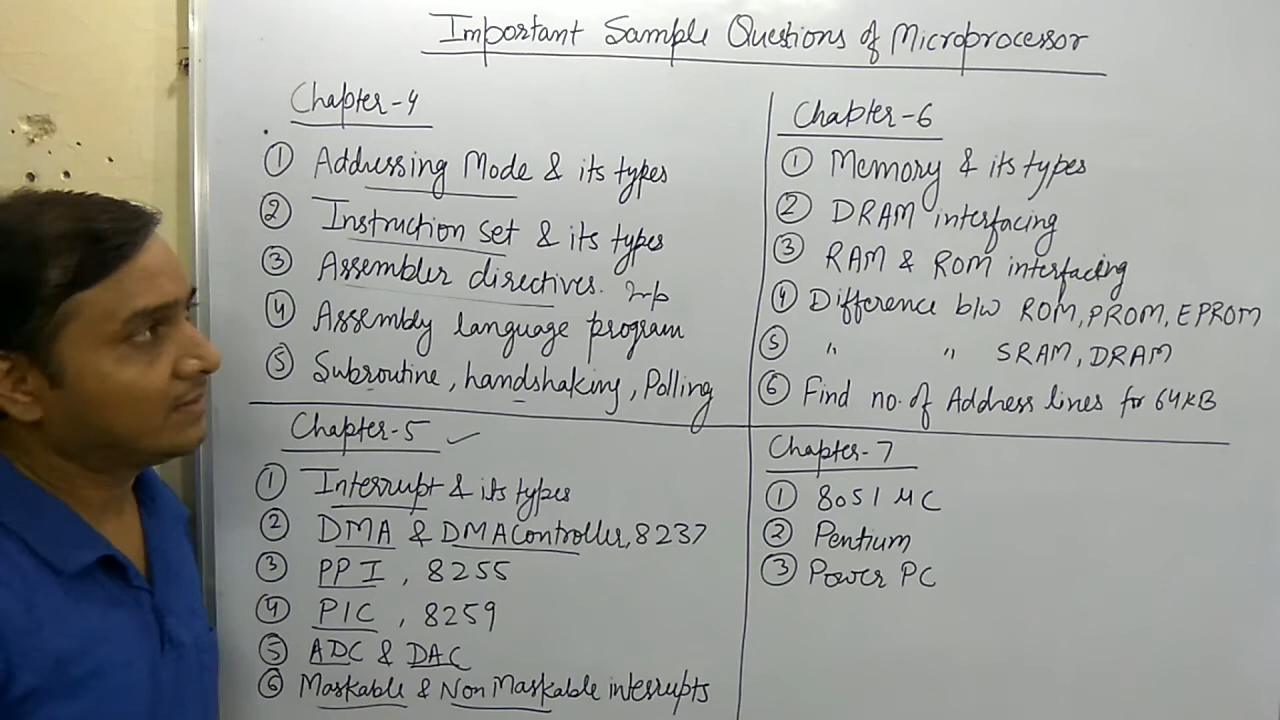 Important Sample Questions of Microprocessor
Chapter-4
① Addressing Mode & its types
② Instruction set & its types
③ Assembler directives. Imp
④ Assembly language program
⑤ Subroutine, handshaking, Polling
Chapter-5 ✓
① Interrupt & its types
② DMA & DMA Controller, 8237
③ PPI, 8255
④ PIC, 8259
⑤ ADC & DAC
⑥ Maskable & Non Maskable interrupts
Chapter-6
① Memory & its types
② DRAM interfacing
③ RAM & ROM interfacing
④ Difference b/w ROM, PROM, EPROM
⑤ " " SRAM, DRAM
⑥ Find no. of Address lines for 64KB
Chapter-7
① 8051 μC
② Pentium
③ Power PC